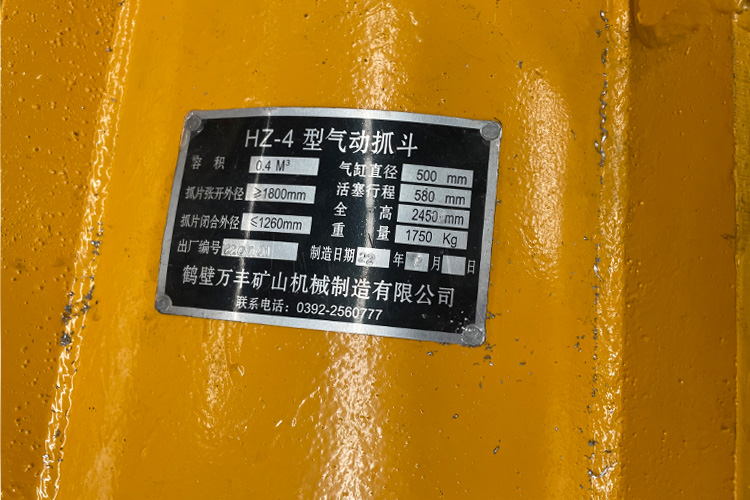 HZ-4 型气动抓斗
容 积 0.4 M³ 气缸直径 500 mm
抓片张开外径 ≥1800mm 活塞行程 580 mm
全 高 2450 mm
抓片闭合外径 ≤1260mm 重 量 1750 Kg
出厂编号 制造日期 22 年 月 日
鹤壁万丰矿山机械制造有限公司
联系电话：0392-2560777